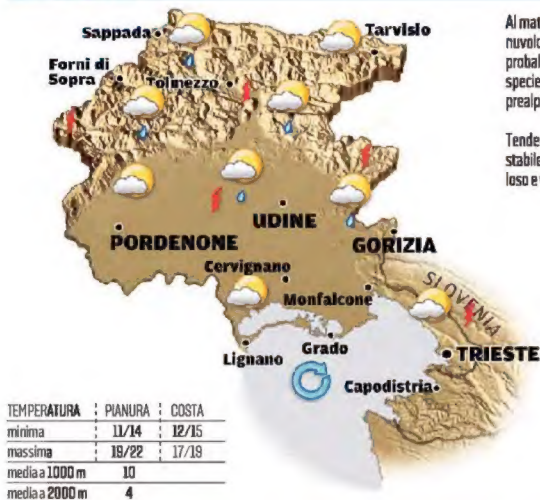 Sappada
Tarvisio
Forni di
Sopra
Tolmezzo
UDINE
PORDENONE
GORIZIA
Cervignano
Monfalcone
SLOVENIA
Lignano
Grado
TRIESTE
Capodistria
Al mat
nuvolo
probal
specie
prealp
Tende
stabile
loso e
TEMPERATURA PIANURA COSTA
minima 11/14 12/15
massima 19/22 17/19
media a 1000 m 10
media a 2000 m 4